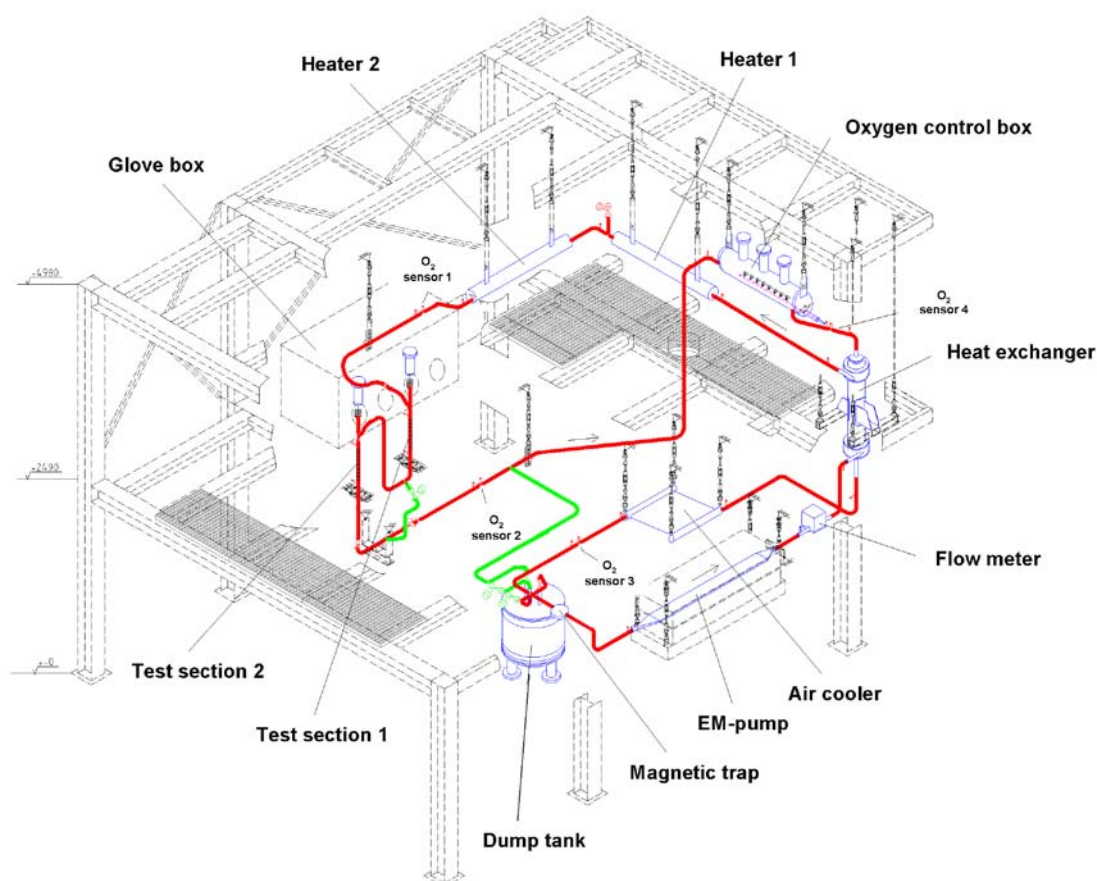 Heater 2
Heater 1
Oxygen control box
Glove box
O2
sensor 1
-4980
O2
sensor 4
Heat exchanger
-2490
O2
sensor 2
O2
sensor 3
Flow meter
+-0
Test section 2
Air cooler
Test section 1
EM-pump
Magnetic trap
Dump tank